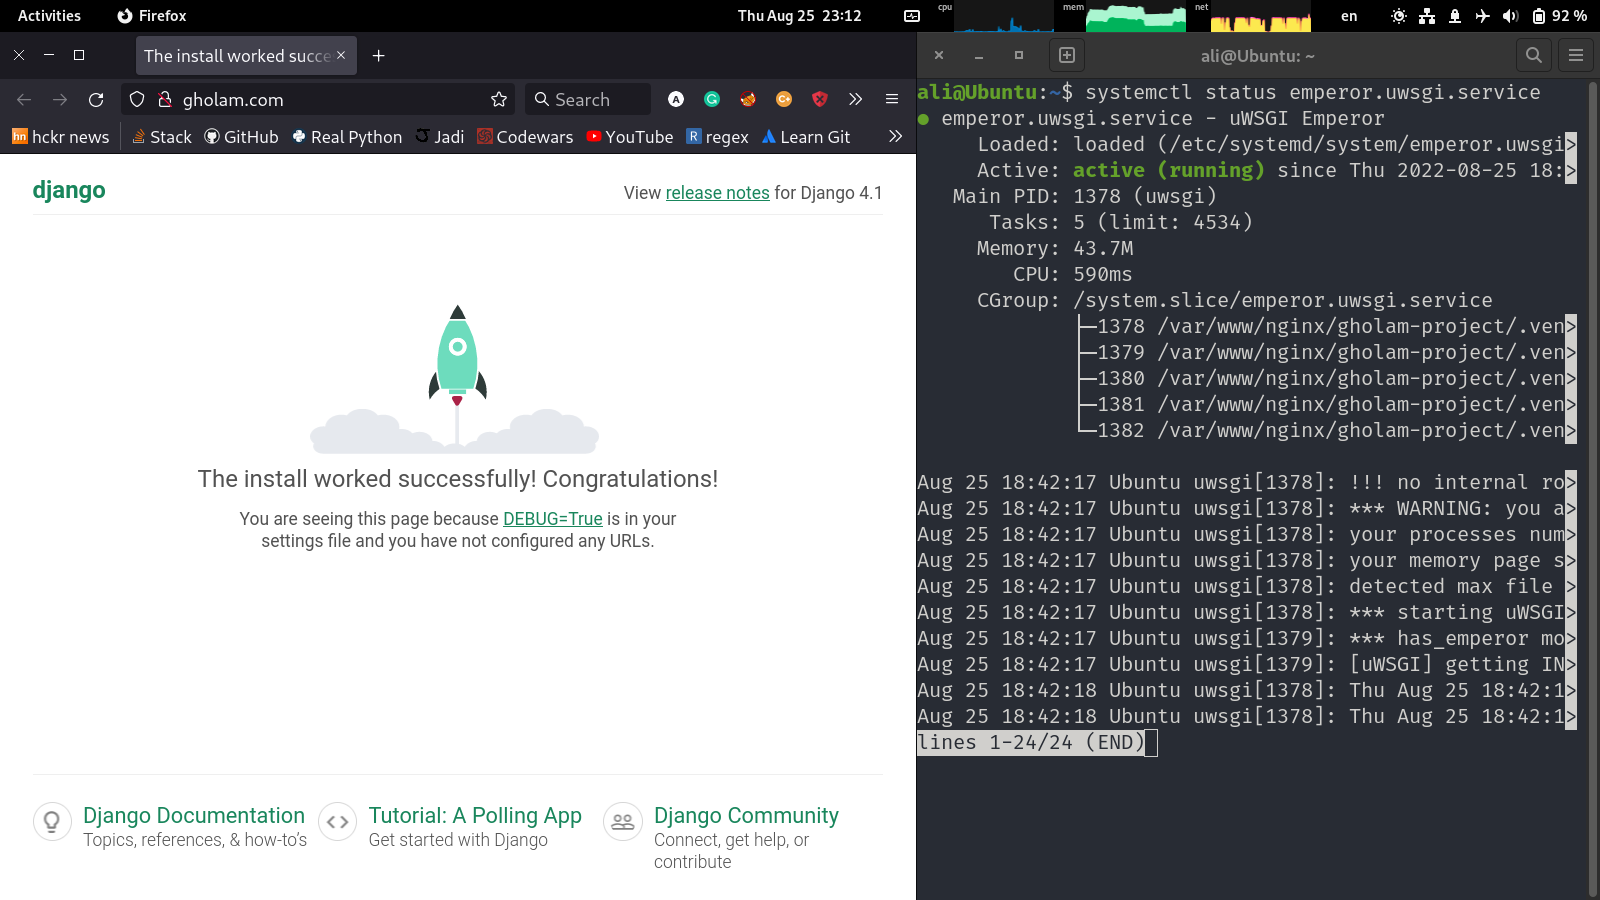 Activities Firefox Thu Aug 25 23:12 cpu mem net en 92 %
The install worked succe
gholam.com Search
hckr news Stack GitHub Real Python Jadi Codewars YouTube regex Learn Git
django
View release notes for Django 4.1
The install worked successfully! Congratulations!
You are seeing this page because DEBUG=True is in your
settings file and you have not configured any URLs.
Django Documentation
Topics, references, & how-to’s
Tutorial: A Polling App
Get started with Django
Django Community
Connect, get help, or
contribute
ali@Ubuntu: ~
ali@Ubuntu:~$ systemctl status emperor.uwsgi.service
● emperor.uwsgi.service - uWSGI Emperor
Loaded: loaded (/etc/systemd/system/emperor.uwsgi>
Active: active (running) since Thu 2022-08-25 18:>
Main PID: 1378 (uwsgi)
Tasks: 5 (limit: 4534)
Memory: 43.7M
CPU: 590ms
CGroup: /system.slice/emperor.uwsgi.service
├─1378 /var/www/nginx/gholam-project/.ven>
├─1379 /var/www/nginx/gholam-project/.ven>
├─1380 /var/www/nginx/gholam-project/.ven>
├─1381 /var/www/nginx/gholam-project/.ven>
└─1382 /var/www/nginx/gholam-project/.ven>
Aug 25 18:42:17 Ubuntu uwsgi[1378]: !!! no internal ro>
Aug 25 18:42:17 Ubuntu uwsgi[1378]: *** WARNING: you a>
Aug 25 18:42:17 Ubuntu uwsgi[1378]: your processes num>
Aug 25 18:42:17 Ubuntu uwsgi[1378]: your memory page s>
Aug 25 18:42:17 Ubuntu uwsgi[1378]: detected max file >
Aug 25 18:42:17 Ubuntu uwsgi[1378]: *** starting uWSGI>
Aug 25 18:42:17 Ubuntu uwsgi[1379]: *** has_emperor mo>
Aug 25 18:42:17 Ubuntu uwsgi[1379]: [uWSGI] getting IN>
Aug 25 18:42:18 Ubuntu uwsgi[1378]: Thu Aug 25 18:42:1>
Aug 25 18:42:18 Ubuntu uwsgi[1378]: Thu Aug 25 18:42:1>
lines 1-24/24 (END)